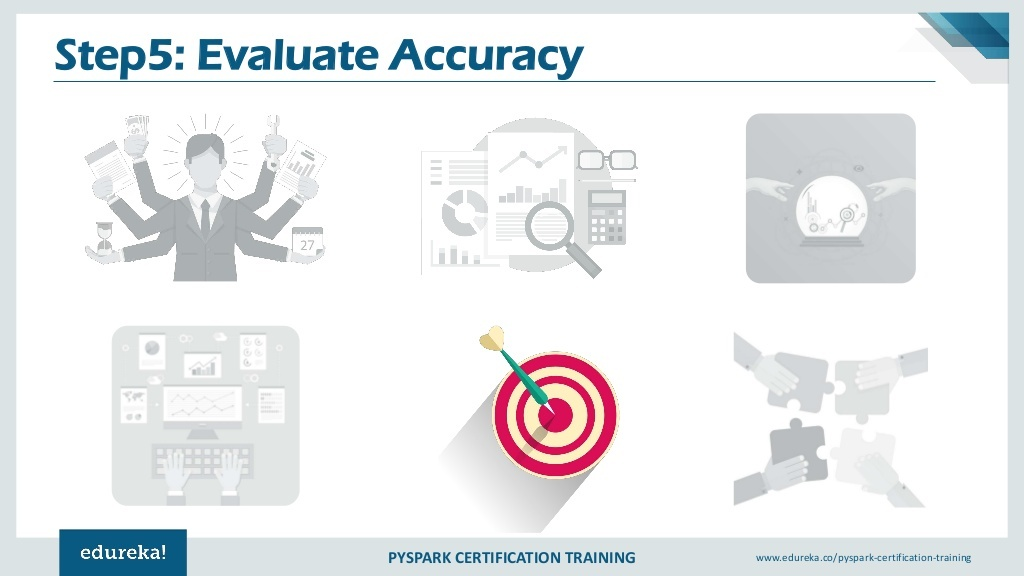 Step5: Evaluate Accuracy
27
edureka!
PYSPARK CERTIFICATION TRAINING
www.edureka.co/pyspark-certification-training